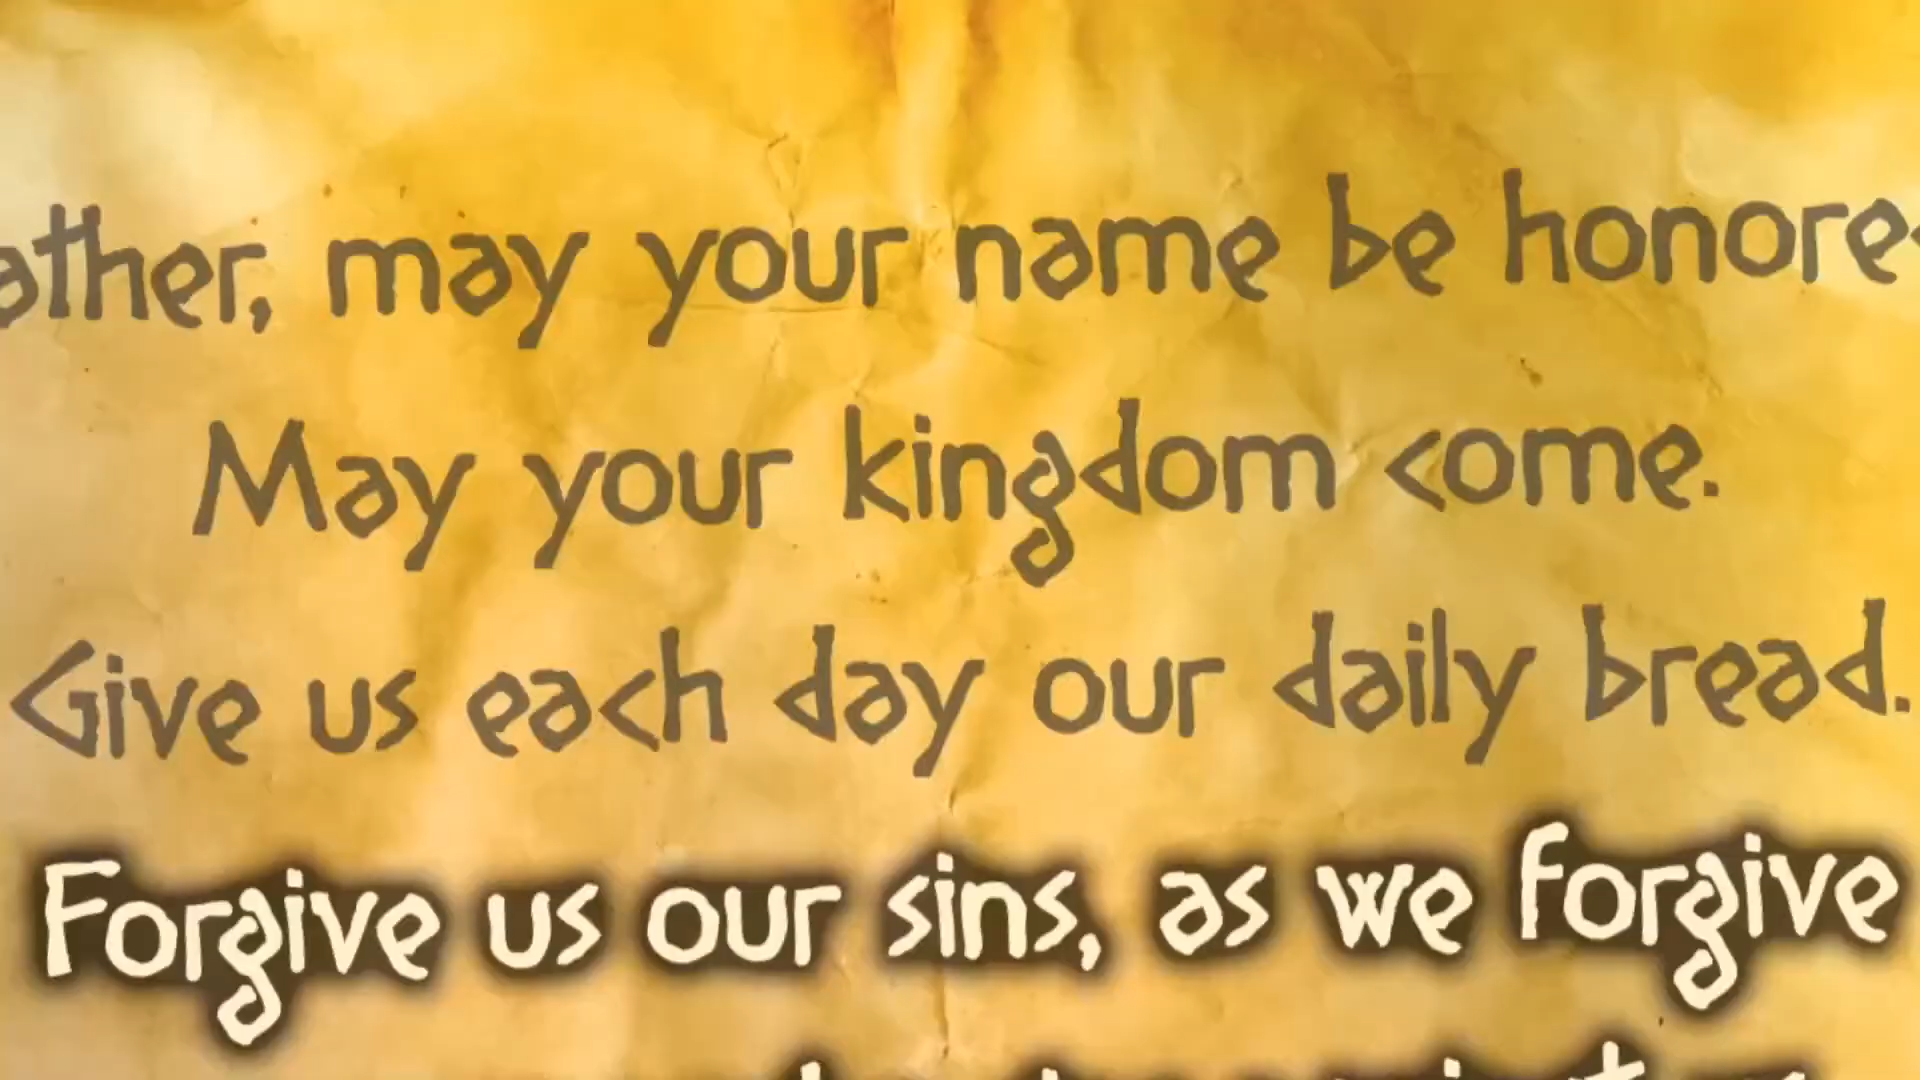 ather, may your name be honore
May your kingdom come.
Give us each day our daily bread.
Forgive us our sins, as we forgive